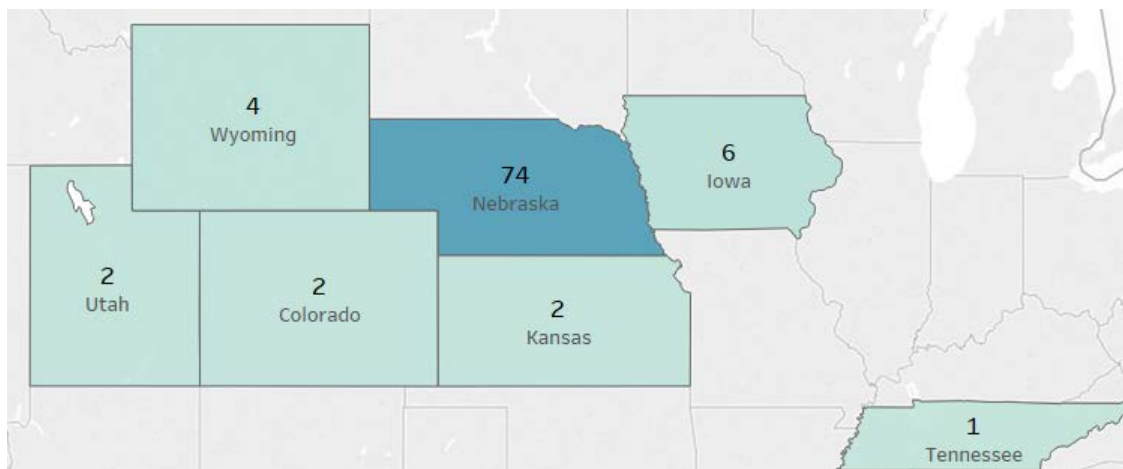 4
Wyoming
74
Nebraska
6
Iowa
2
Utah
2
Colorado
2
Kansas
1
Tennessee